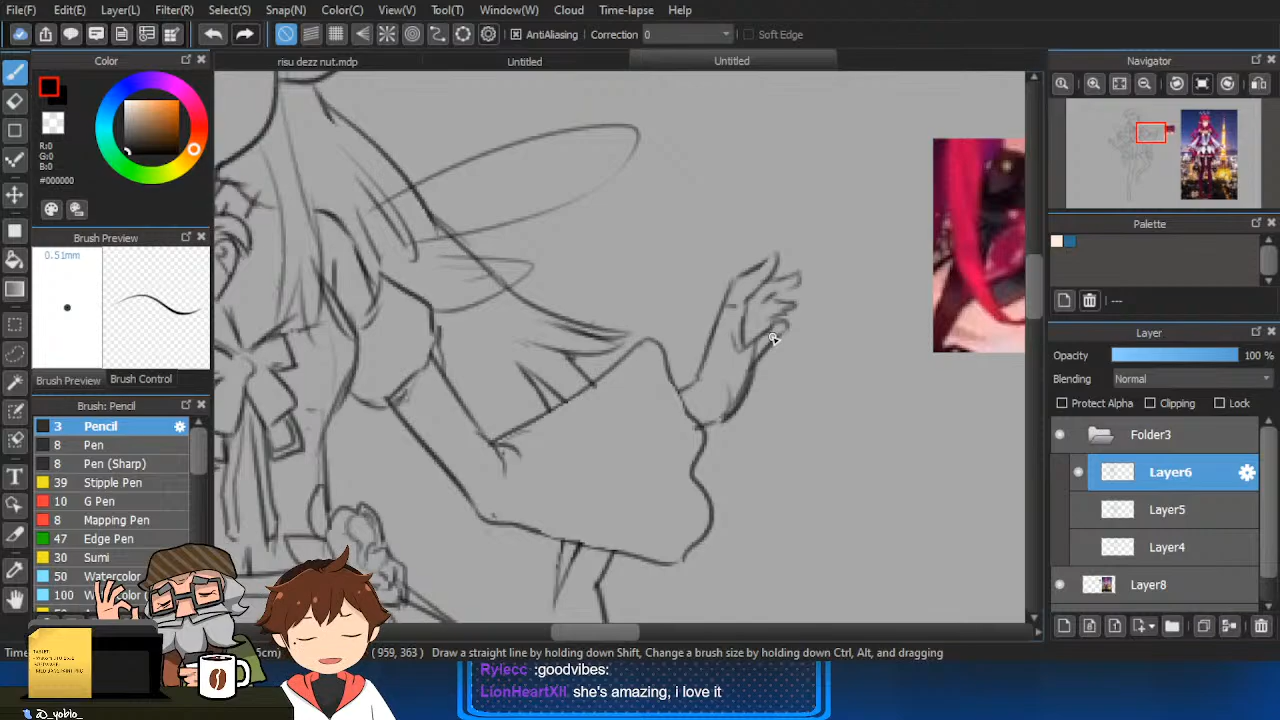 File(F) Edit(E) Layer(L) Filter(R) Select(S) Snap(N) Color(C) View(V) Tool(T) Window(W) Cloud Time-lapse Help
AntiAliasing Correction 0 Soft Edge
Color
risu dezz nut.mdp Untitled Untitled
Navigator
R:0
G:0
B:0
#000000
Brush Preview
0.51mm
Palette
---
Brush Preview Brush Control
Layer
Opacity 100 %
Blending Normal
Protect Alpha Clipping Lock
Brush: Pencil
3 Pencil
8 Pen
8 Pen (Sharp)
39 Stipple Pen
10 G Pen
8 Mapping Pen
47 Edge Pen
30 Sumi
50 Watercolor
100 Watercolor
Folder3
Layer6
Layer5
Layer4
Layer8
( 959, 363 ) Draw a straight line by holding down Shift, Change a brush size by holding down Ctrl, Alt, and dragging
Rylecc :goodvibes:
LionHeartXII she's amazing, i love it